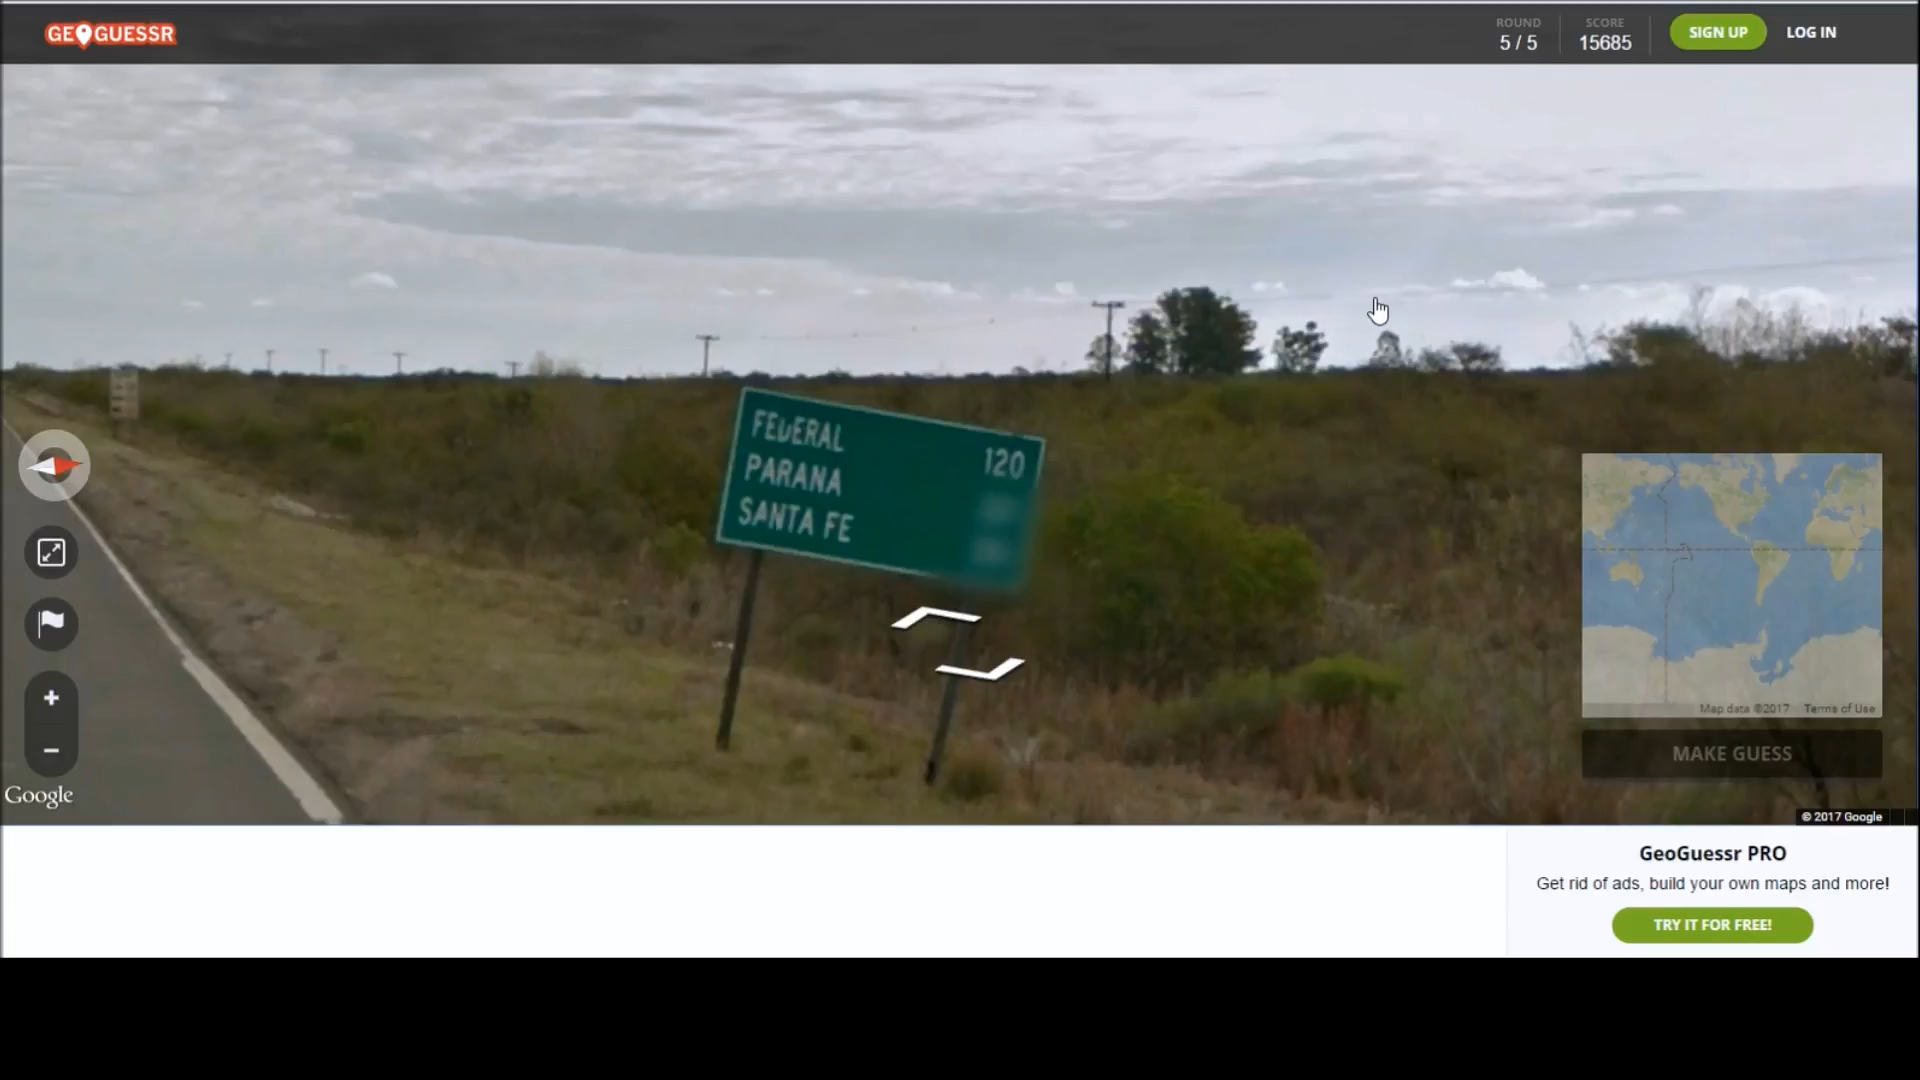 GEOGUESSR
ROUND
5 / 5
SCORE
15685
SIGN UP
LOG IN
FEDERAL 120
PARANA
SANTA FE
Map data ©2017 Terms of Use
MAKE GUESS
Google
© 2017 Google
GeoGuessr PRO
Get rid of ads, build your own maps and more!
TRY IT FOR FREE!